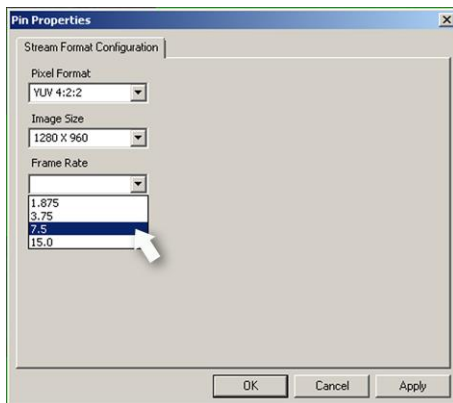 Pin Properties
Stream Format Configuration
Pixel Format
YUV 4:2:2
Image Size
1280 X 960
Frame Rate
1.875
3.75
7.5
15.0
OK Cancel Apply